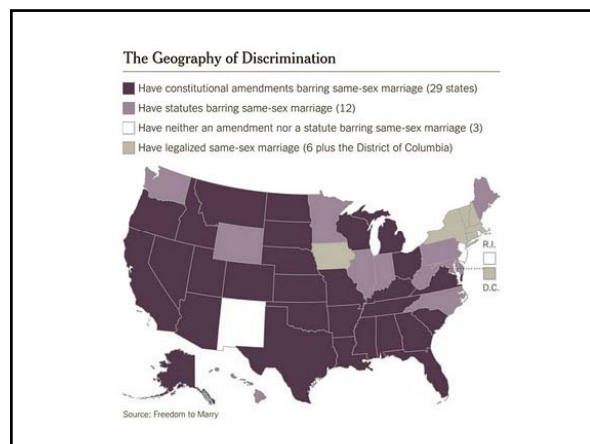 The Geography of Discrimination
Have constitutional amendments barring same-sex marriage (29 states)
Have statutes barring same-sex marriage (12)
Have neither an amendment nor a statute barring same-sex marriage (3)
Have legalized same-sex marriage (6 plus the District of Columbia)
R.I.
D.C.
Source: Freedom to Marry